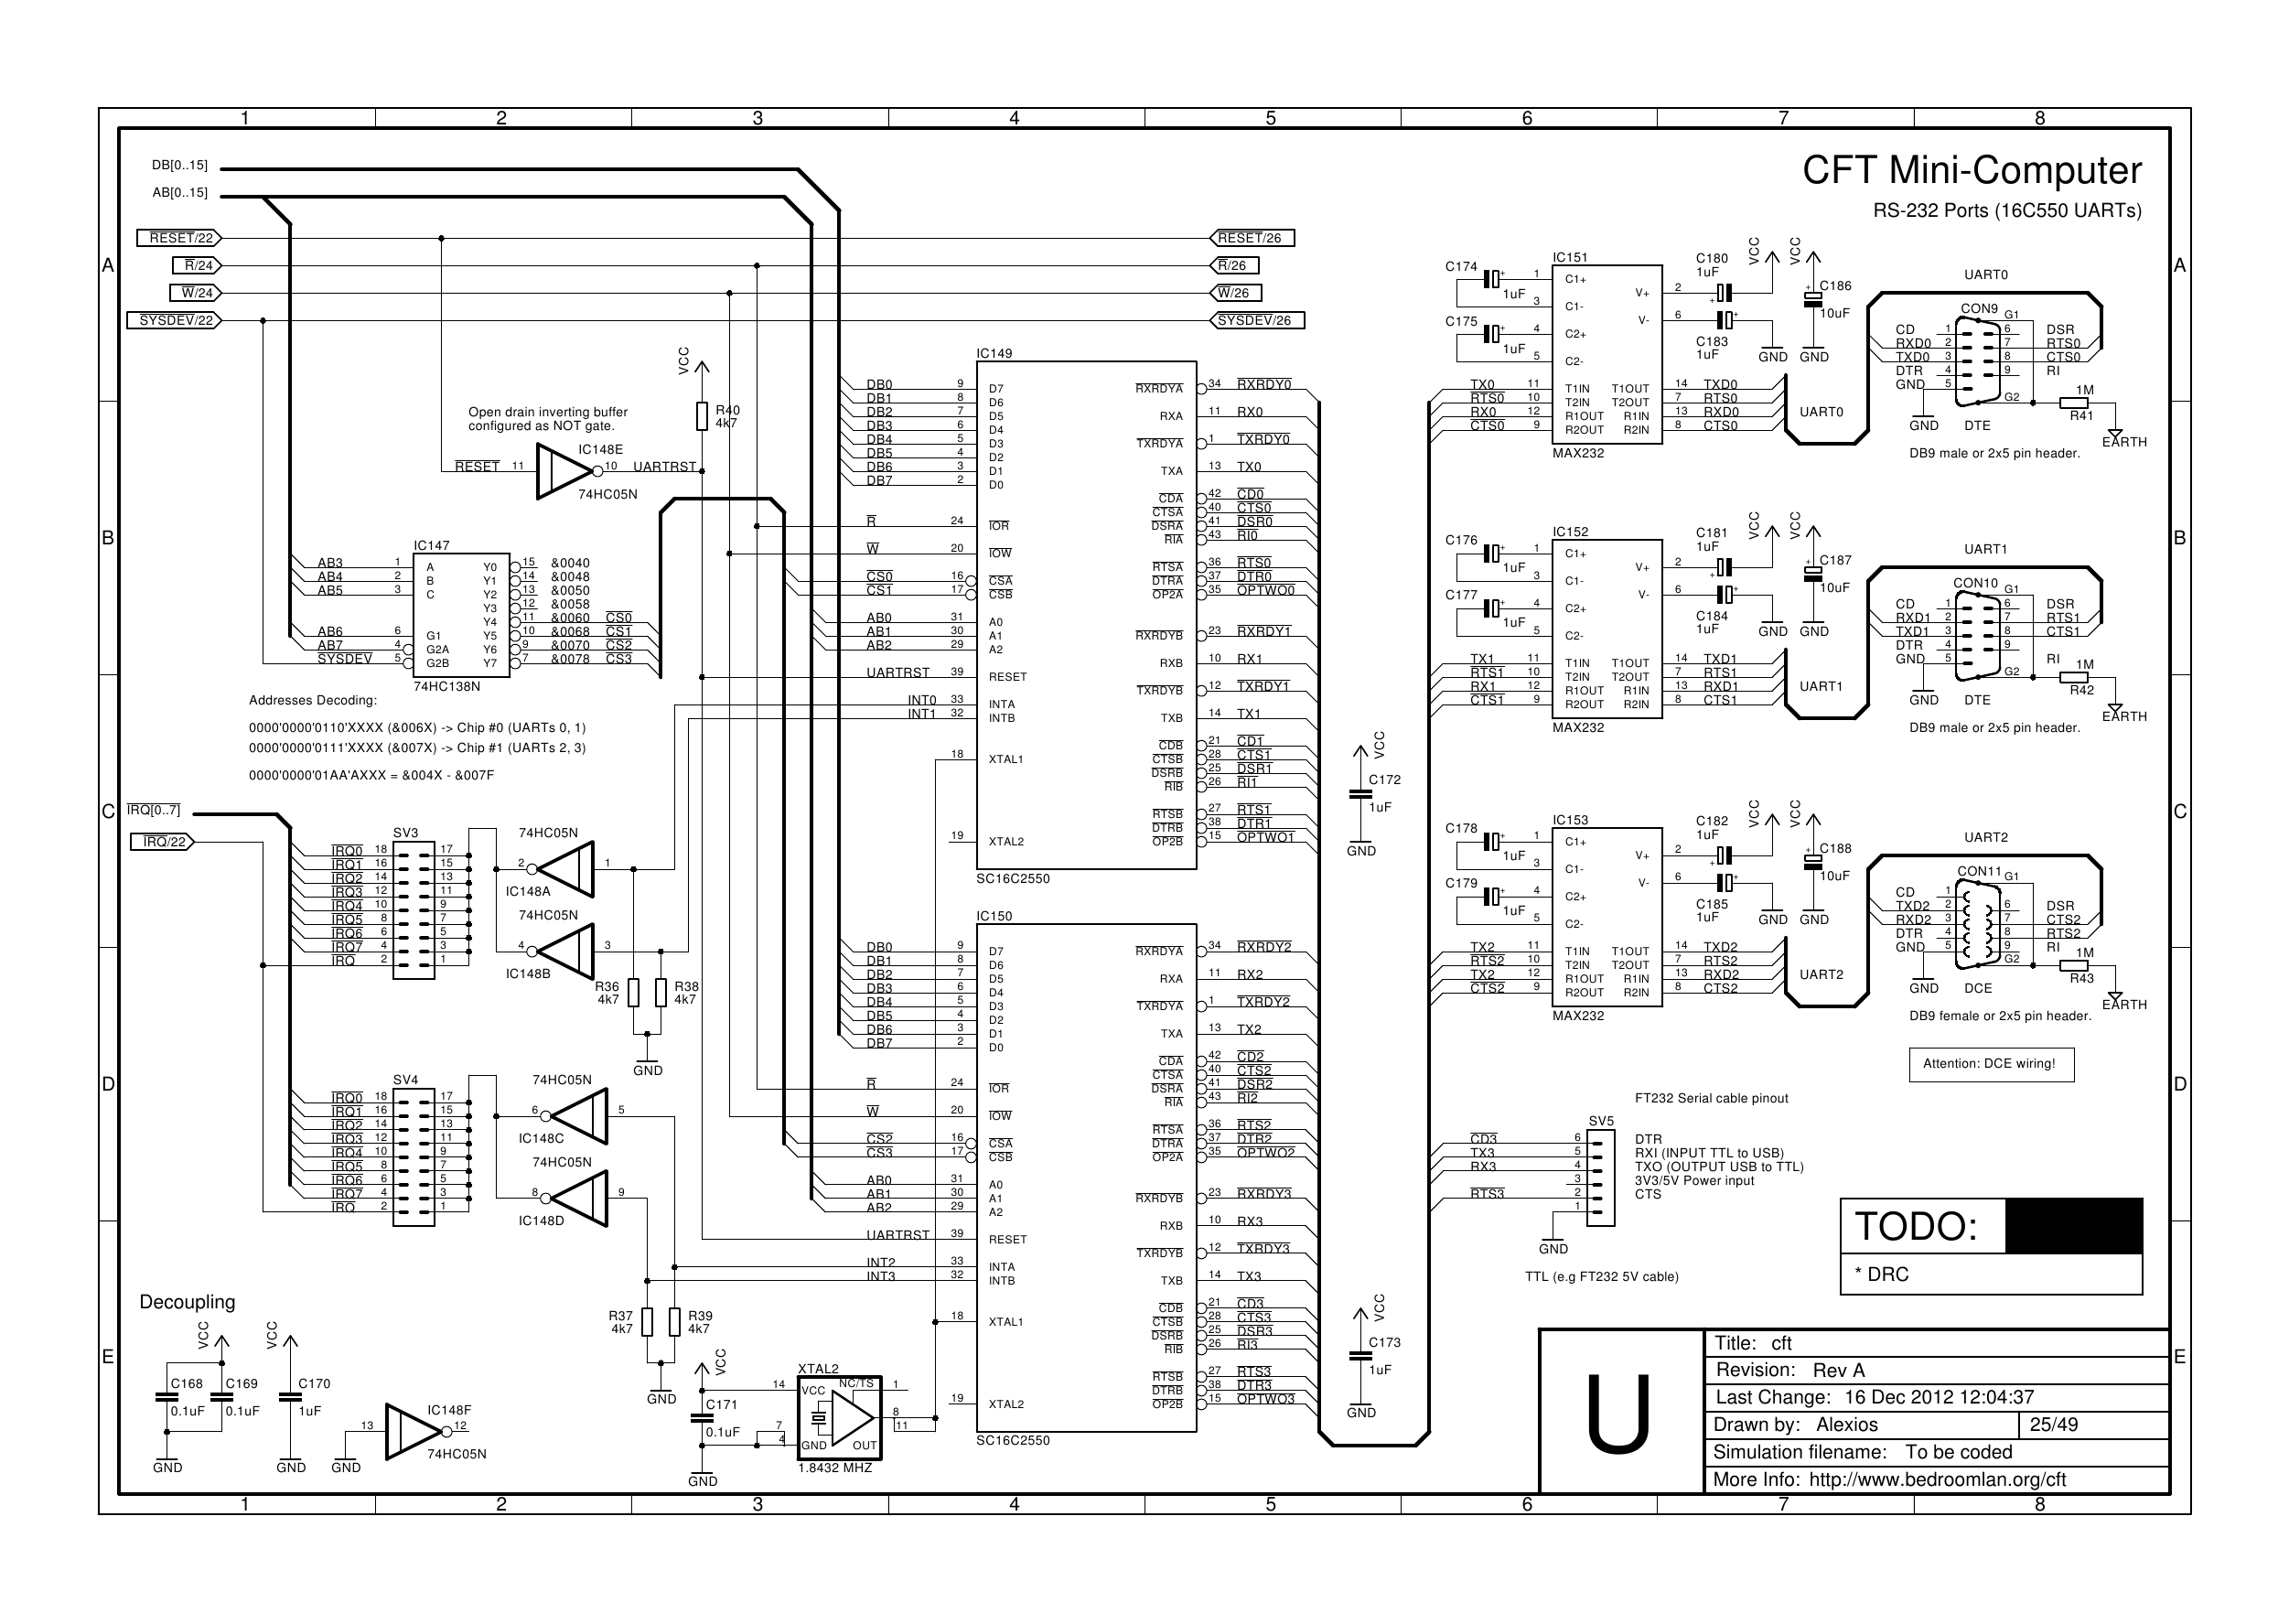 1 2 3 4 5 6 7 8
CFT Mini-Computer
RS-232 Ports (16C550 UARTs)
DB[0..15]
AB[0..15]
RESET/22
R/24
W/24
SYSDEV/22
RESET/26
R/26
W/26
SYSDEV/26
A
B
C
D
E
VCC
R40
4k7
Open drain inverting buffer
configured as NOT gate.
IC148E
RESET 11 10 UARTRST
74HC05N
IC147
AB3 1 A Y0 15 &0040
AB4 2 B Y1 14 &0048
AB5 3 C Y2 13 &0050
Y3 12 &0058
Y4 11 &0060 CS0
AB6 6 G1 Y5 10 &0068 CS1
AB7 4 G2A Y6 9 &0070 CS2
SYSDEV 5 G2B Y7 7 &0078 CS3
74HC138N
Addresses Decoding:
0000'0000'0110'XXXX (&006X) -> Chip #0 (UARTs 0, 1)
0000'0000'0111'XXXX (&007X) -> Chip #1 (UARTs 2, 3)
0000'0000'01AA'AXXX = &004X - &007F
IRQ[0..7]
IRQ/22
SV3
IRQ0 18 17
IRQ1 16 15
IRQ2 14 13
IRQ3 12 11
IRQ4 10 9
IRQ5 8 7
IRQ6 6 5
IRQ7 4 3
IRQ 2 1
74HC05N
2 1
IC148A
74HC05N
4 3
IC148B
R36 R38
4k7 4k7
GND
SV4
IRQ0 18 17
IRQ1 16 15
IRQ2 14 13
IRQ3 12 11
IRQ4 10 9
IRQ5 8 7
IRQ6 6 5
IRQ7 4 3
IRQ 2 1
74HC05N
6 5
IC148C
74HC05N
8 9
IC148D
R37 R39
4k7 4k7
GND
Decoupling
VCC VCC
C168 C169 C170
0.1uF 0.1uF 1uF
GND GND GND
IC148F
13 12
74HC05N
VCC
C171
0.1uF
GND
XTAL2
14 VCC NC/TS 1
7 8
4 GND OUT 11
1.8432 MHZ
IC149
DB0 9 D7 RXRDYA 34 RXRDY0
DB1 8 D6
DB2 7 D5 RXA 11 RX0
DB3 6 D4
DB4 5 D3 TXRDYA 1 TXRDY0
DB5 4 D2
DB6 3 D1 TXA 13 TX0
DB7 2 D0
CDA 42 CD0
CTSA 40 CTS0
R 24 IOR DSRA 41 DSR0
RIA 43 RI0
W 20 IOW
RTSA 36 RTS0
CS0 16 CSA DTRA 37 DTR0
CS1 17 CSB OP2A 35 OPTWO0
AB0 31 A0
AB1 30 A1 RXRDYB 23 RXRDY1
AB2 29 A2
RXB 10 RX1
UARTRST 39 RESET
TXRDYB 12 TXRDY1
INT0 33 INTA
INT1 32 INTB TXB 14 TX1
CDB 21 CD1
18 XTAL1 CTSB 28 CTS1
DSRB 25 DSR1
RIB 26 RI1
RTSB 27 RTS1
DTRB 38 DTR1
19 XTAL2 OP2B 15 OPTWO1
SC16C2550
IC150
DB0 9 D7 RXRDYA 34 RXRDY2
DB1 8 D6
DB2 7 D5 RXA 11 RX2
DB3 6 D4
DB4 5 D3 TXRDYA 1 TXRDY2
DB5 4 D2
DB6 3 D1 TXA 13 TX2
DB7 2 D0
CDA 42 CD2
CTSA 40 CTS2
R 24 IOR DSRA 41 DSR2
RIA 43 RI2
W 20 IOW
RTSA 36 RTS2
CS2 16 CSA DTRA 37 DTR2
CS3 17 CSB OP2A 35 OPTWO2
AB0 31 A0
AB1 30 A1 RXRDYB 23 RXRDY3
AB2 29 A2
RXB 10 RX3
UARTRST 39 RESET
TXRDYB 12 TXRDY3
INT2 33 INTA
INT3 32 INTB TXB 14 TX3
CDB 21 CD3
18 XTAL1 CTSB 28 CTS3
DSRB 25 DSR3
RIB 26 RI3
RTSB 27 RTS3
DTRB 38 DTR3
19 XTAL2 OP2B 15 OPTWO3
SC16C2550
VCC
C172
1uF
GND
VCC
C173
1uF
GND
IC151
C174 1uF 1 C1+
3 C1-
C175 1uF 4 C2+
5 C2-
V+ 2
V- 6
C180
1uF
C183
1uF
VCC VCC
C186
10uF
GND GND
TX0 11 T1IN T1OUT 14 TXD0
RTS0 10 T2IN T2OUT 7 RTS0
RX0 12 R1OUT R1IN 13 RXD0
CTS0 9 R2OUT R2IN 8 CTS0
MAX232
UART0
UART0
CON9
CD 1 G1
RXD0 2 6 DSR
TXD0 3 7 RTS0
DTR 4 8 CTS0
GND 5 9 RI
G2 1M
R41
GND DTE EARTH
DB9 male or 2x5 pin header.
IC152
C176 1uF 1 C1+
3 C1-
C177 1uF 4 C2+
5 C2-
V+ 2
V- 6
C181
1uF
C184
1uF
VCC VCC
C187
10uF
GND GND
TX1 11 T1IN T1OUT 14 TXD1
RTS1 10 T2IN T2OUT 7 RTS1
RX1 12 R1OUT R1IN 13 RXD1
CTS1 9 R2OUT R2IN 8 CTS1
MAX232
UART1
UART1
CON10
CD 1 G1
RXD1 2 6 DSR
TXD1 3 7 RTS1
DTR 4 8 CTS1
GND 5 9 RI
G2 1M
R42
GND DTE EARTH
DB9 male or 2x5 pin header.
IC153
C178 1uF 1 C1+
3 C1-
C179 1uF 4 C2+
5 C2-
V+ 2
V- 6
C182
1uF
C185
1uF
VCC VCC
C188
10uF
GND GND
TX2 11 T1IN T1OUT 14 TXD2
RTS2 10 T2IN T2OUT 7 RTS2
TX2 12 R1OUT R1IN 13 RXD2
CTS2 9 R2OUT R2IN 8 CTS2
MAX232
UART2
UART2
CON11
CD 1 G1
TXD2 2 6 DSR
RXD2 3 7 CTS2
DTR 4 8 RTS2
GND 5 9 RI
G2 1M
R43
GND DCE EARTH
DB9 female or 2x5 pin header.
Attention: DCE wiring!
FT232 Serial cable pinout
SV5
CD3 6 DTR
TX3 5 RXI (INPUT TTL to USB)
RX3 4 TXO (OUTPUT USB to TTL)
3 3V3/5V Power input
RTS3 2 CTS
1
GND
TTL (e.g FT232 5V cable)
TODO:
* DRC
U
Title: cft
Revision: Rev A
Last Change: 16 Dec 2012 12:04:37
Drawn by: Alexios 25/49
Simulation filename: To be coded
More Info: http://www.bedroomlan.org/cft
A
B
C
D
E
1 2 3 4 5 6 7 8